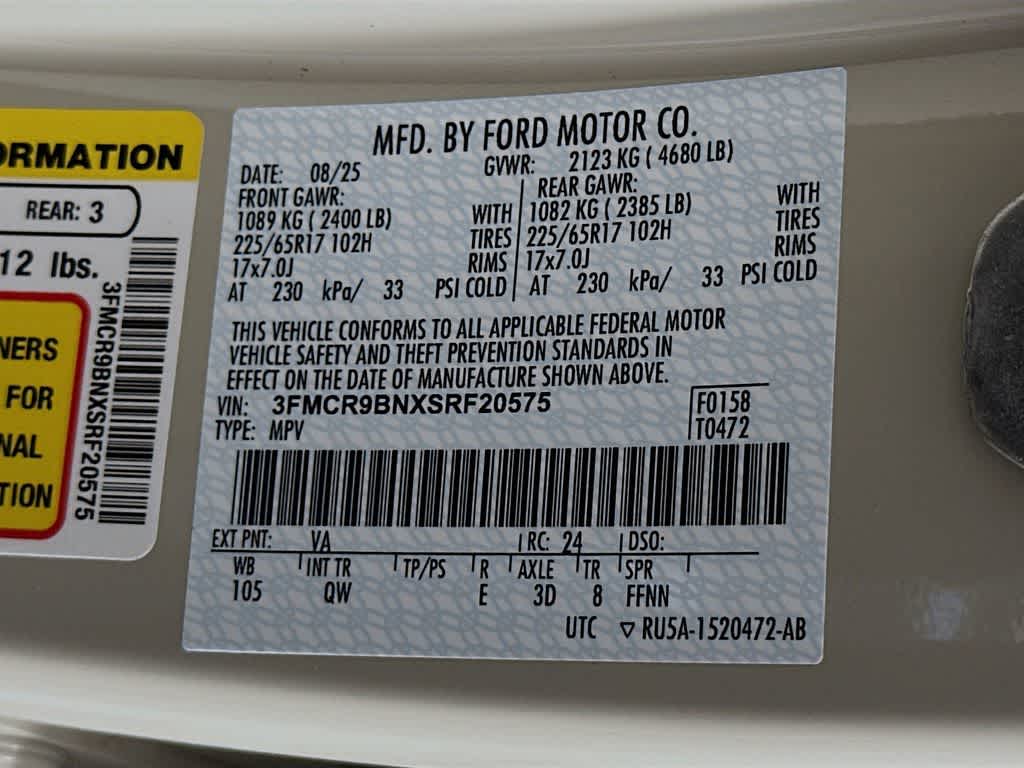 ORMATION
REAR: 3
12 lbs.
3FMCR9BNXSRF20575
NERS
FOR
NAL
TION
MFD. BY FORD MOTOR CO.
DATE: 08/25 GVWR: 2123 KG ( 4680 LB)
FRONT GAWR: REAR GAWR:
1089 KG ( 2400 LB) WITH 1082 KG ( 2385 LB) WITH
225/65R17 102H TIRES 225/65R17 102H TIRES
17x7.0J RIMS 17x7.0J RIMS
AT 230 kPa/ 33 PSI COLD AT 230 kPa/ 33 PSI COLD
THIS VEHICLE CONFORMS TO ALL APPLICABLE FEDERAL MOTOR
VEHICLE SAFETY AND THEFT PREVENTION STANDARDS IN
EFFECT ON THE DATE OF MANUFACTURE SHOWN ABOVE.
VIN: 3FMCR9BNXSRF20575 F0158
TYPE: MPV T0472
EXT PNT: VA RC: 24 DSO:
WB INT TR TP/PS R AXLE TR SPR
105 QW E 3D 8 FFNN
UTC ▽ RU5A-1520472-AB